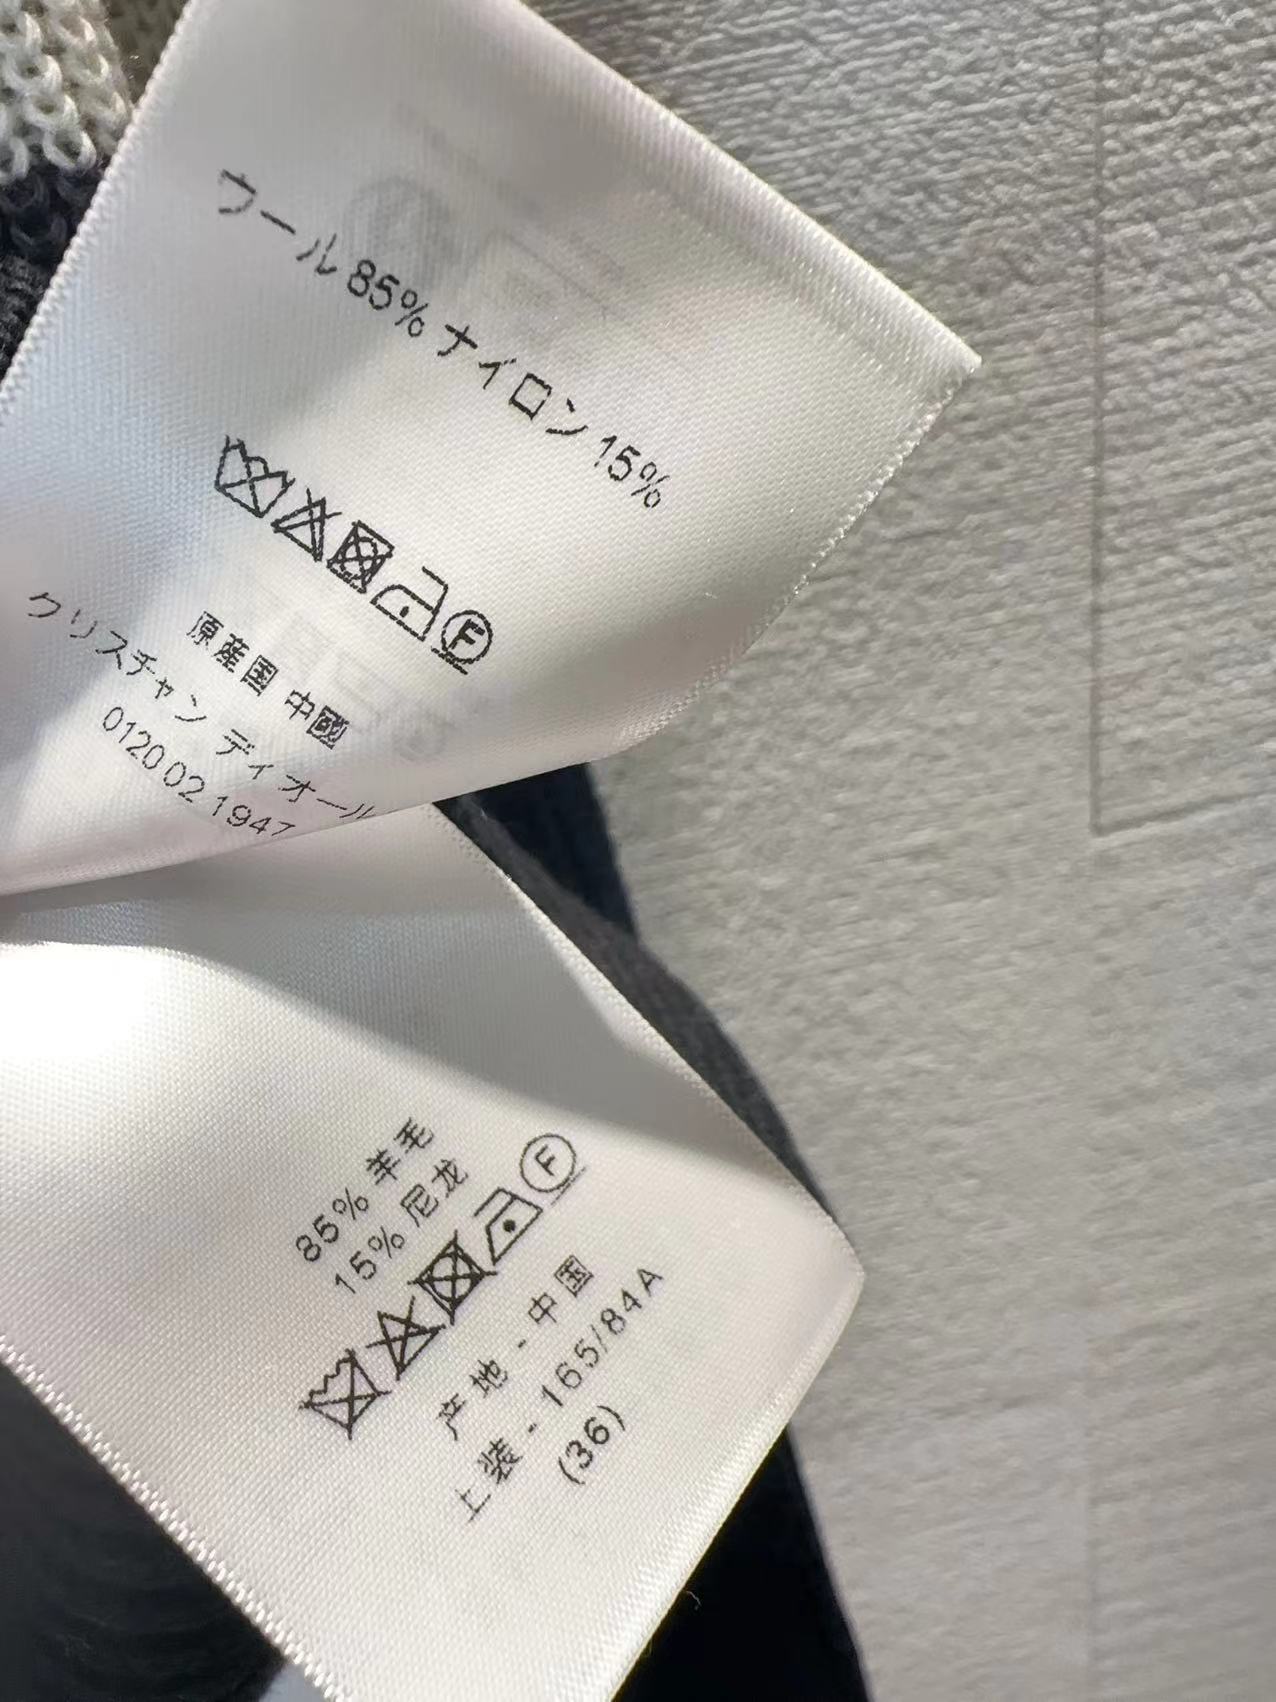 ウール 85% ナイロン 15%
F
原産国 中國
クリスチャン ディオール
0120 02 1947
85% 羊毛
15% 尼龙
F
产地 - 中国
上装 - 165/84A
(36)